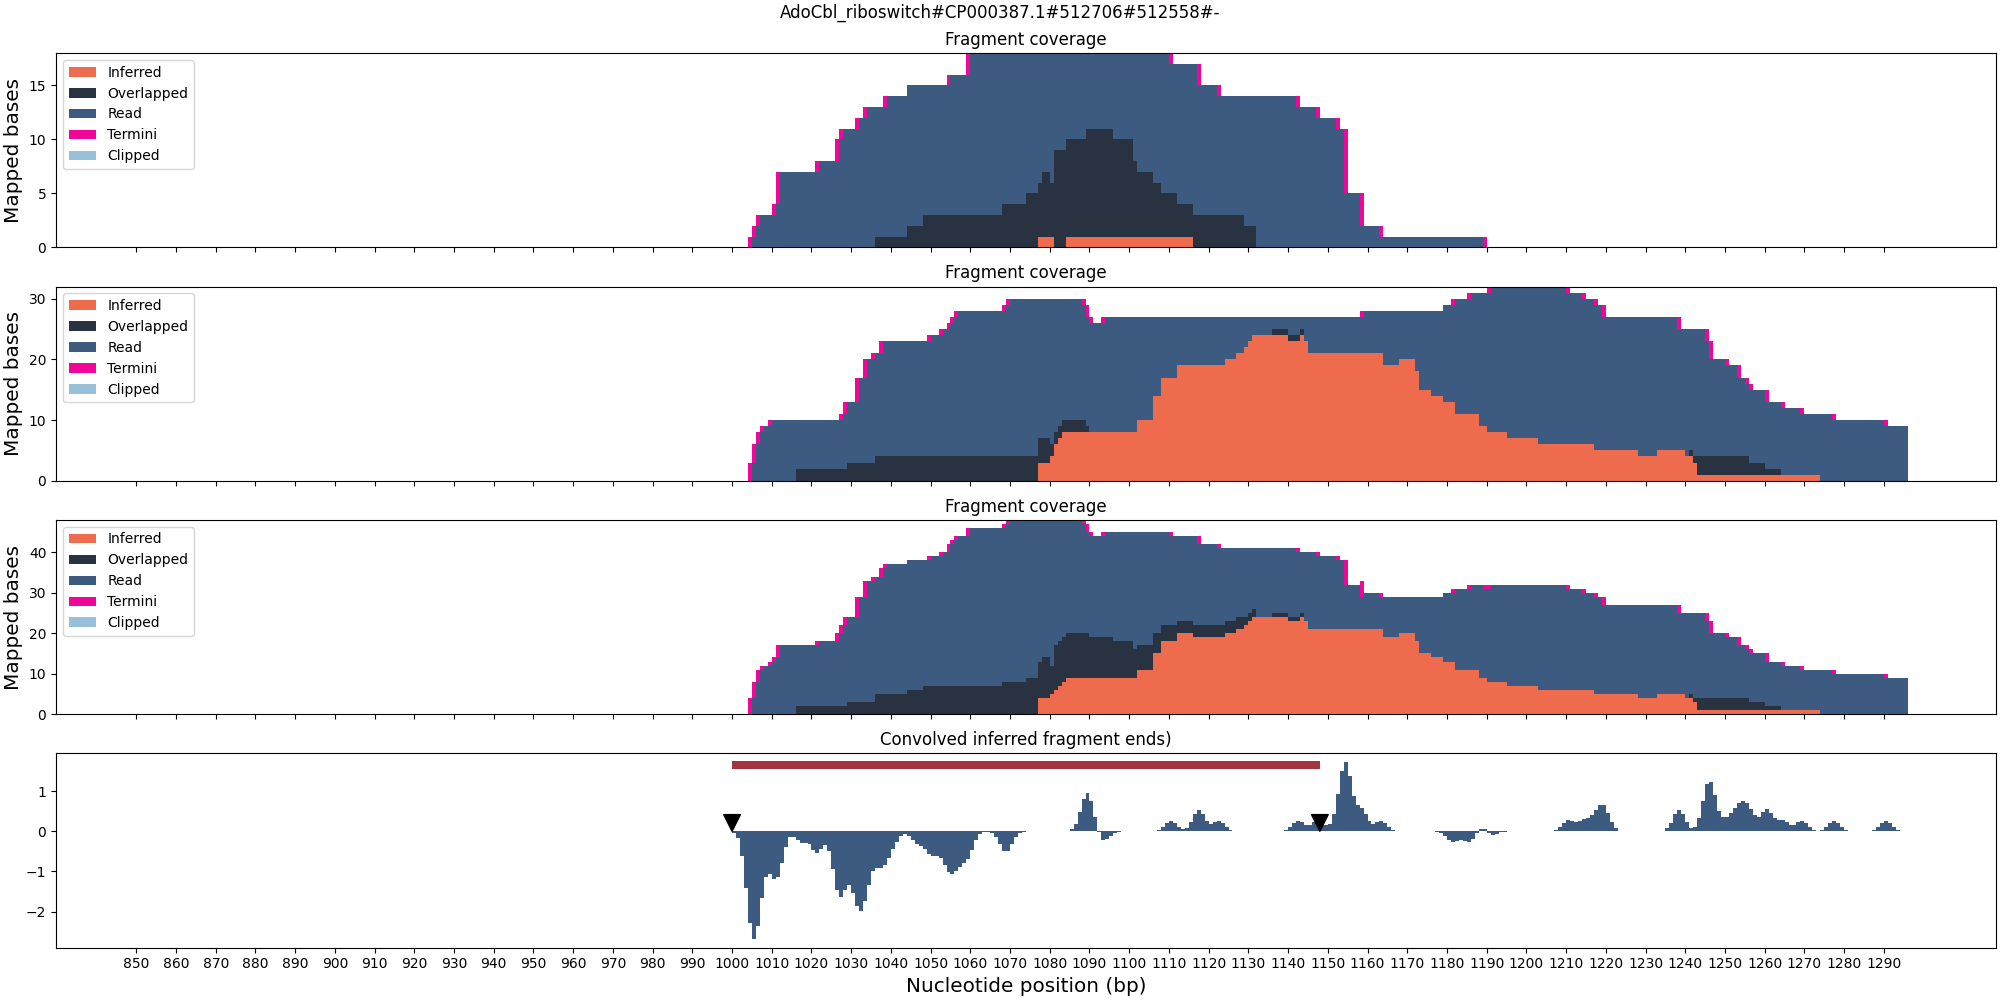 AdoCbl_riboswitch#CP000387.1#512706#512558#-
Fragment coverage
Mapped bases
15
10
5
0
Inferred
Overlapped
Read
Termini
Clipped
Fragment coverage
Mapped bases
30
20
10
0
Inferred
Overlapped
Read
Termini
Clipped
Fragment coverage
Mapped bases
40
30
20
10
0
Inferred
Overlapped
Read
Termini
Clipped
Convolved inferred fragment ends)
1
0
−1
−2
850 860 870 880 890 900 910 920 930 940 950 960 970 980 990 1000 1010 1020 1030 1040 1050 1060 1070 1080 1090 1100 1110 1120 1130 1140 1150 1160 1170 1180 1190 1200 1210 1220 1230 1240 1250 1260 1270 1280 1290
Nucleotide position (bp)